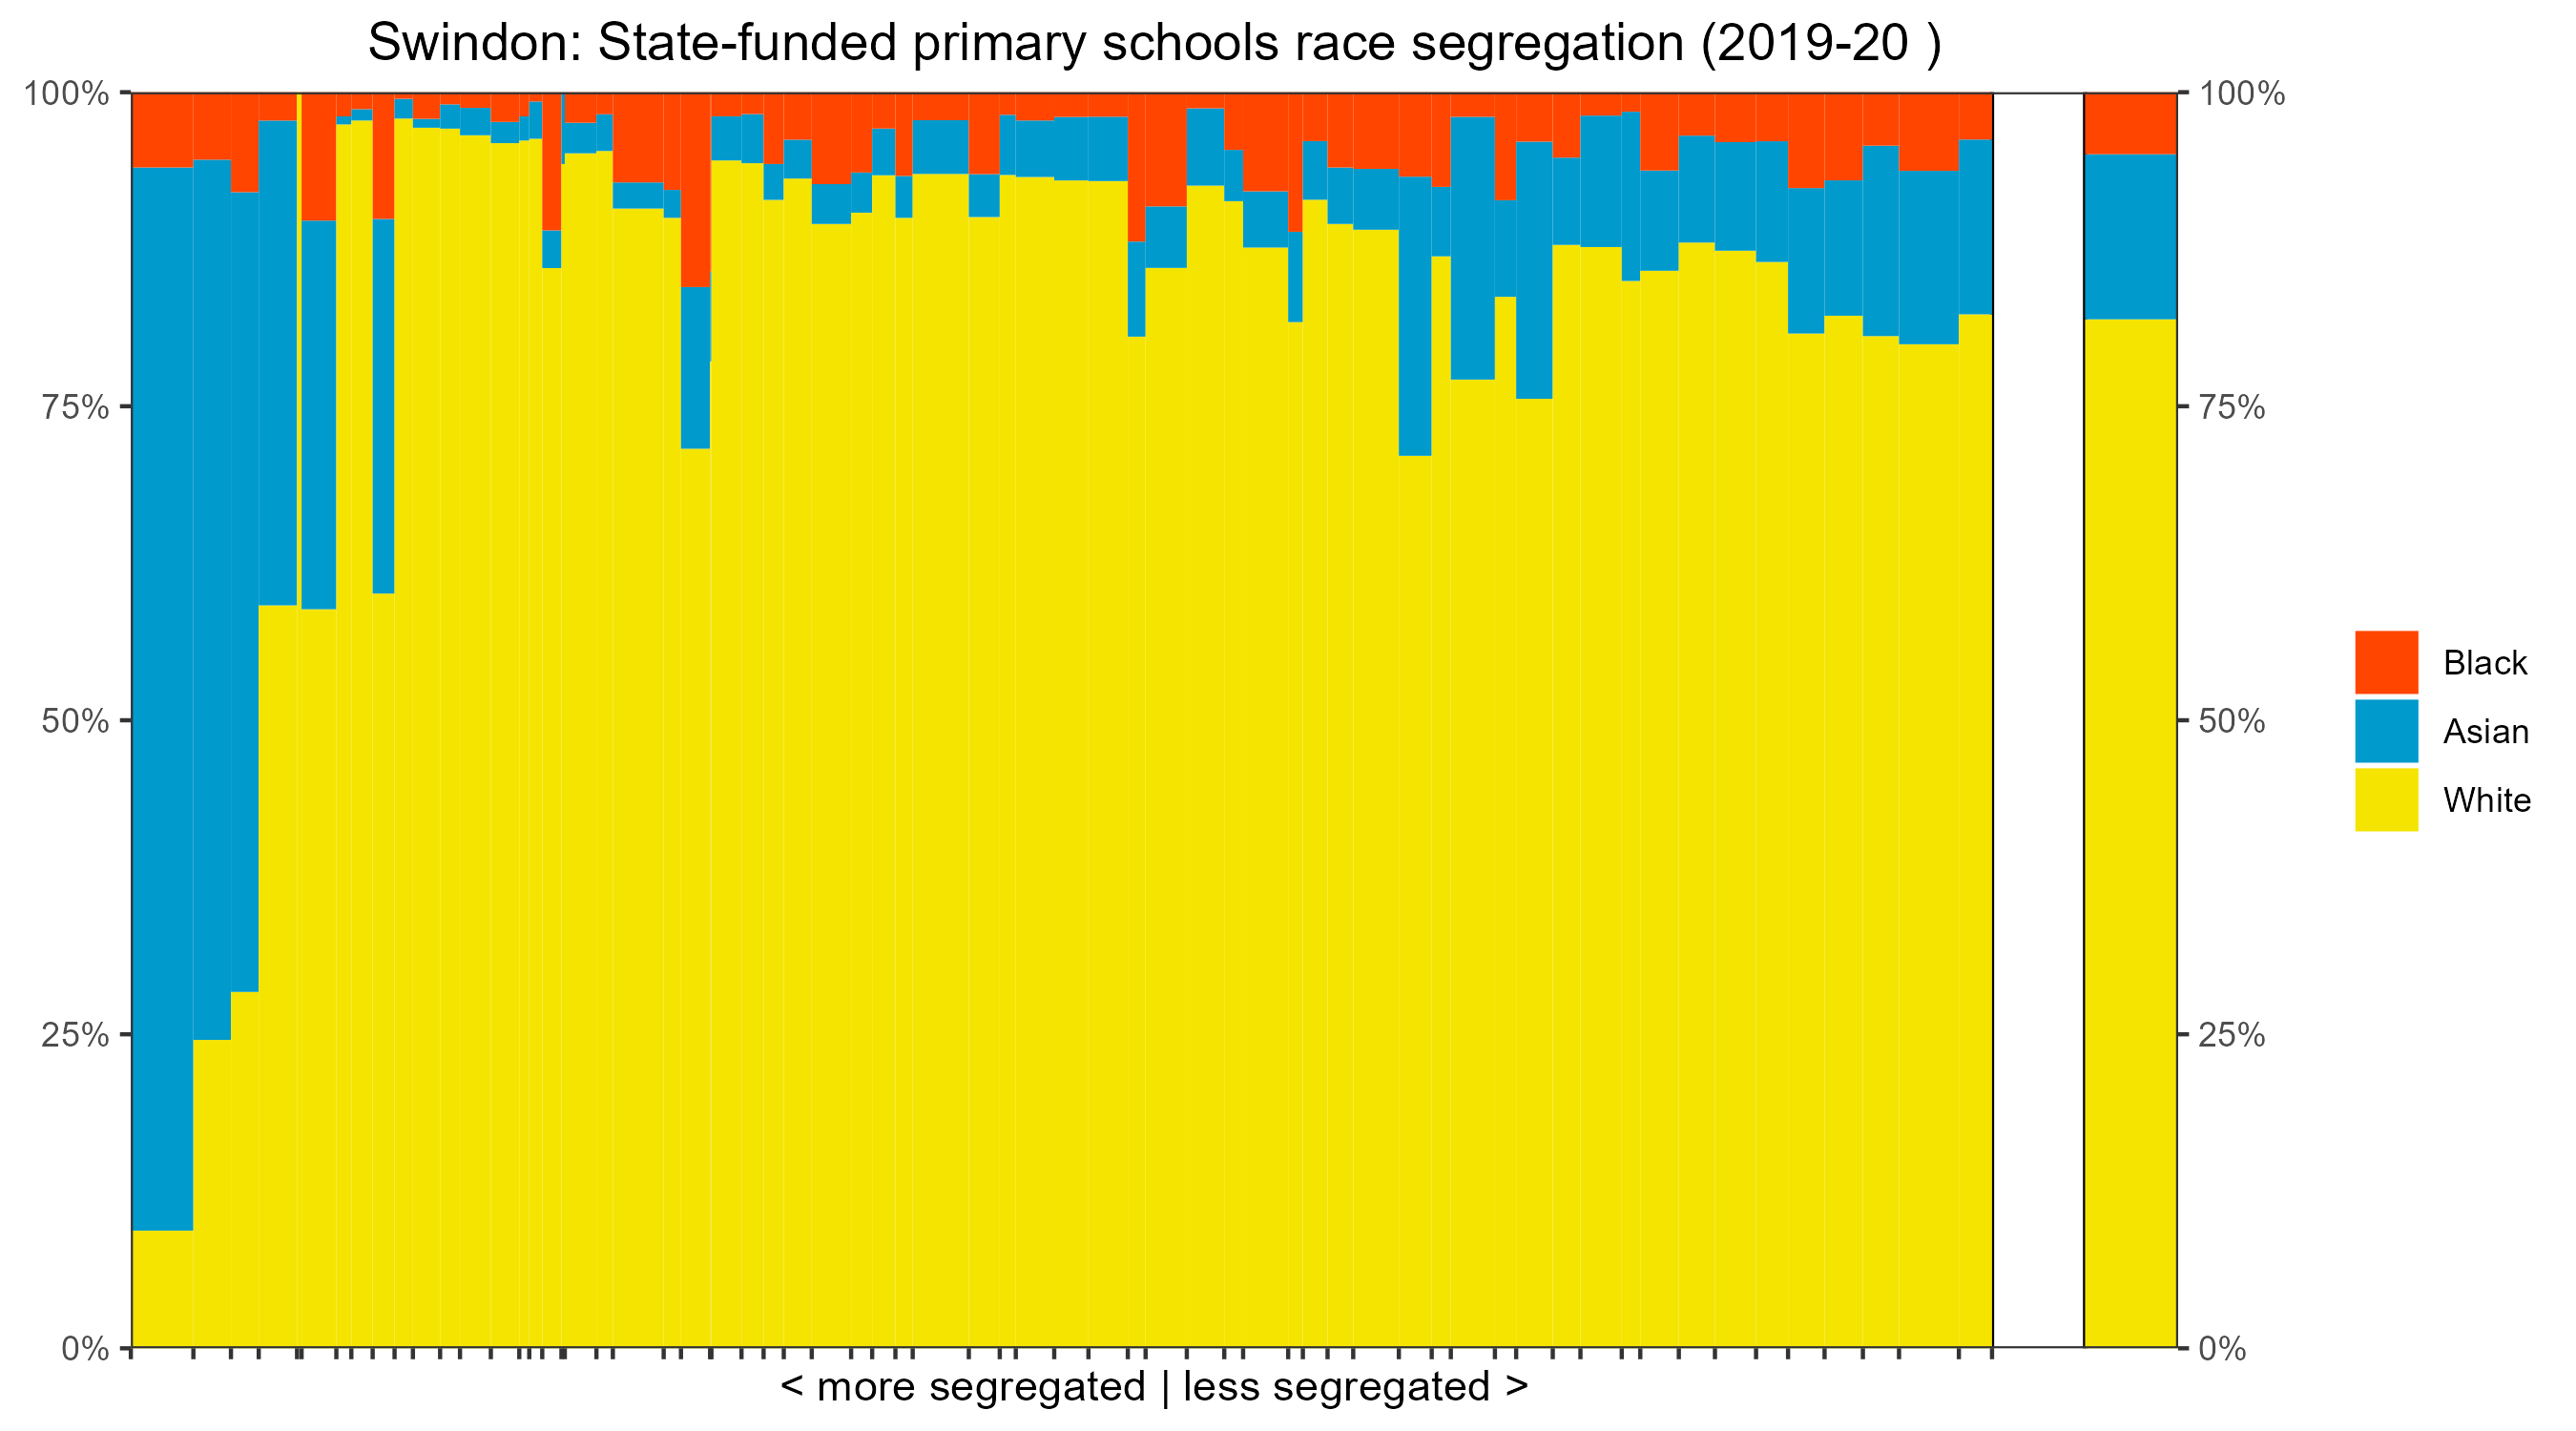 Swindon: State-funded primary schools race segregation (2019-20 )
100%
75%
50%
25%
0%
100%
75%
50%
25%
0%
Black
Asian
White
< more segregated | less segregated >